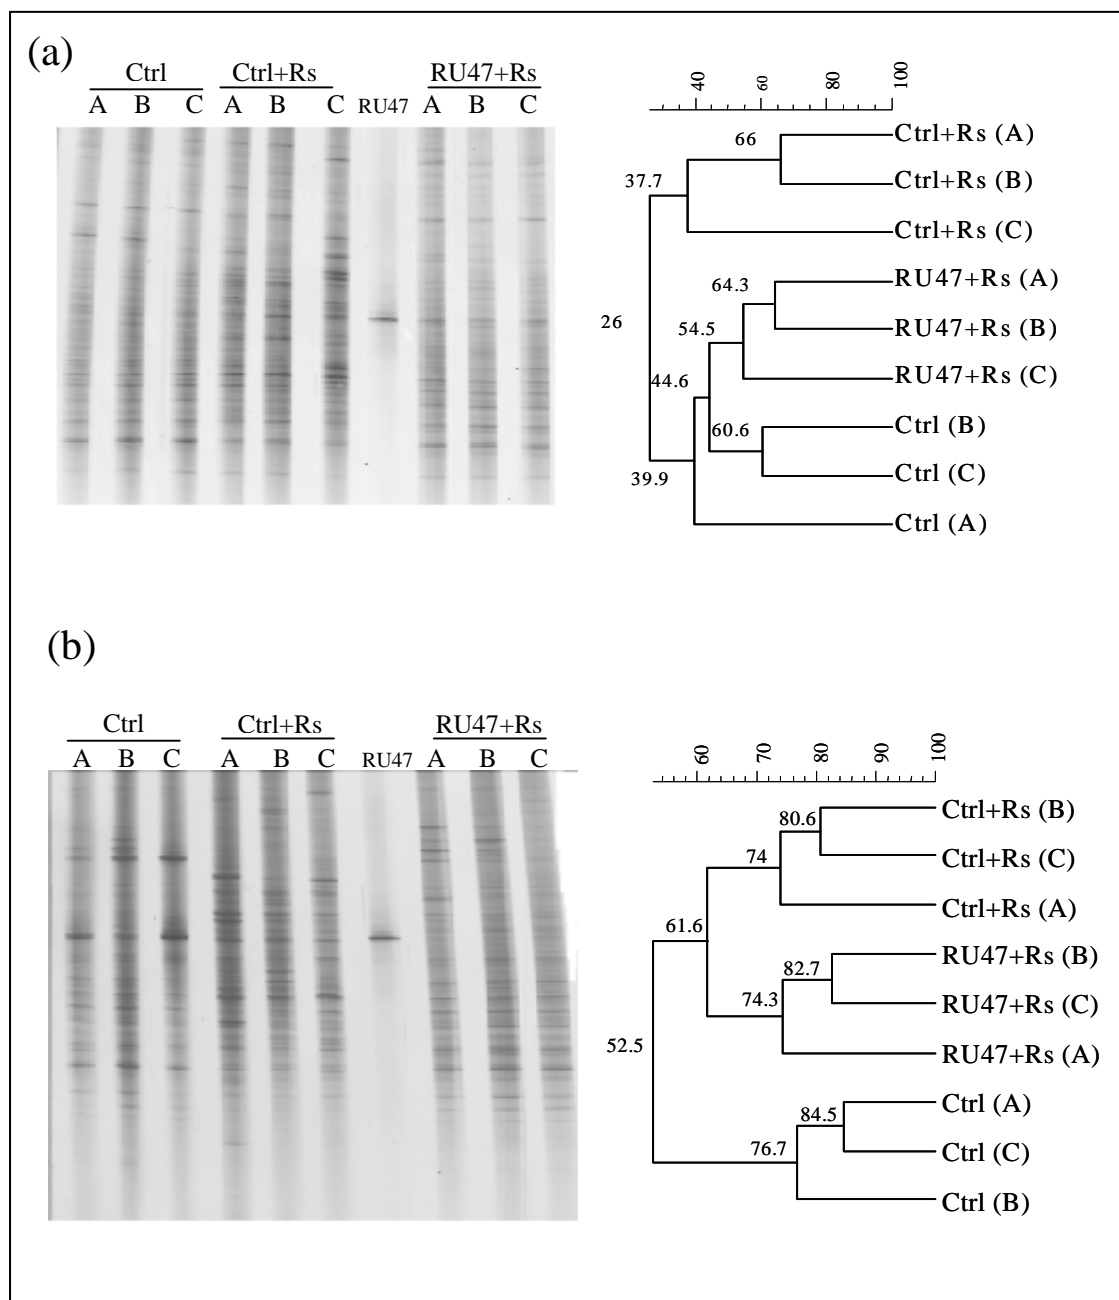 (a)
Ctrl Ctrl+Rs RU47+Rs
A B C A B C RU47 A B C
40 60 80 100
66 Ctrl+Rs (A)
37.7 Ctrl+Rs (B)
Ctrl+Rs (C)
64.3 RU47+Rs (A)
26 54.5 RU47+Rs (B)
44.6 RU47+Rs (C)
60.6 Ctrl (B)
39.9 Ctrl (C)
Ctrl (A)
(b)
Ctrl Ctrl+Rs RU47+Rs
A B C A B C RU47 A B C
60 70 80 90 100
80.6 Ctrl+Rs (B)
74 Ctrl+Rs (C)
61.6 Ctrl+Rs (A)
82.7 RU47+Rs (B)
74.3 RU47+Rs (C)
52.5 RU47+Rs (A)
84.5 Ctrl (A)
76.7 Ctrl (C)
Ctrl (B)